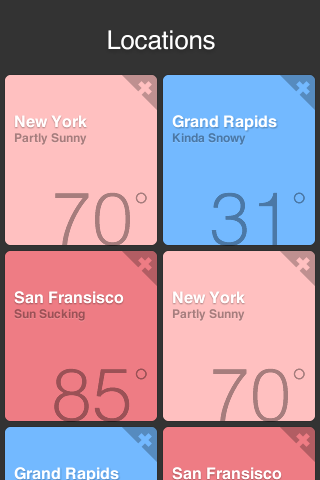 Locations
New York
Partly Sunny
70°
Grand Rapids
Kinda Snowy
31°
San Fransisco
Sun Sucking
85°
New York
Partly Sunny
70°
Grand Rapids
San Fransisco